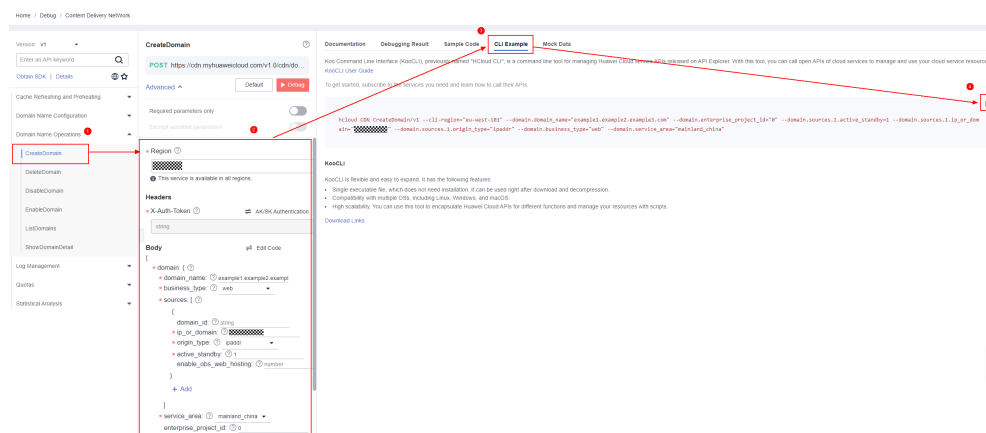 Home / Debug / Content Delivery NetWork
Version: v1
Enter an API keyword.
Obtain SDK | Details
Cache Refreshing and Preheating
Domain Name Configuration
Domain Name Operations 1
CreateDomain
DeleteDomain
DisableDomain
EnableDomain
ListDomains
ShowDomainDetail
Log Management
Quotas
Statistical Analysis
CreateDomain
POST https://cdn.myhuaweicloud.com/v1.0/cdn/do...
Advanced
Default
Debug
Required parameters only
Encrypt sensitive parameters
2
* Region
This service is available in all regions.
Headers
* X-Auth-Token
AK/SK Authentication
string
Body
Edit Code
{
* domain: {
* domain_name: example1.example2.exampl
* business_type: web
* sources: [
{
domain_id: string
* ip_or_domain:
* origin_type: ipaddr
* active_standby: 1
enable_obs_web_hosting: number
}
+ Add
]
* service_area: mainland_china
enterprise_project_id: 0
3
Documentation
Debugging Result
Sample Code
CLI Example
Mock Data
Koo Command Line Interface (KooCLI), previously named "HCloud CLI", is a command line tool for managing Huawei Cloud service APIs released on API Explorer. With this tool, you can call open APIs of cloud services to manage and use your cloud service resource
KooCLI User Guide
To get started, subscribe to the services you need and learn how to call their APIs.
4
hcloud CDN CreateDomain/v1 --cli-region="eu-west-101" --domain.domain_name="example1.example2.example3.com" --domain.enterprise_project_id="0" --domain.sources.1.active_standby=1 --domain.sources.1.ip_or_dom
ain=" " --domain.sources.1.origin_type="ipaddr" --domain.business_type="web" --domain.service_area="mainland_china"
KooCLI
KooCLI is flexible and easy to expand. It has the following features:
• Single executable file, which does not need installation. It can be used right after download and decompression.
• Compatibility with multiple OSs, including Linux, Windows, and macOS.
• High scalability. You can use this tool to encapsulate Huawei Cloud APIs for different functions and manage your resources with scripts.
Download Links